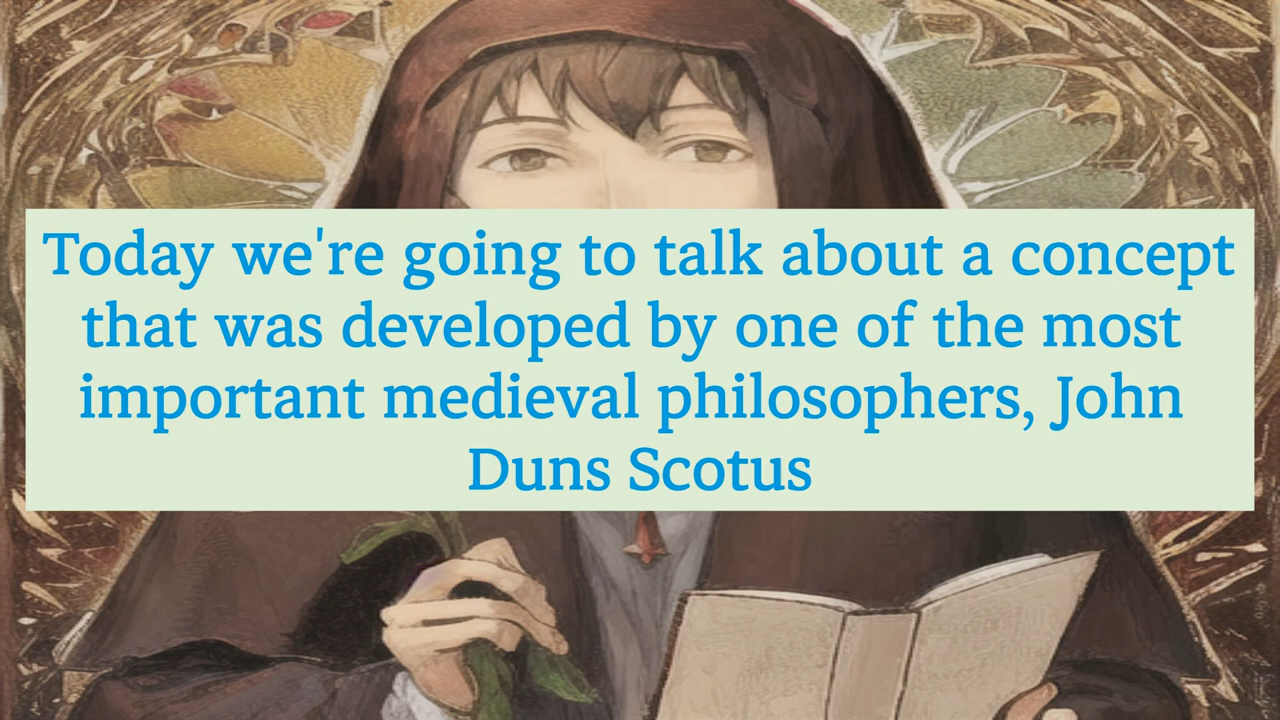 Today we're going to talk about a concept
that was developed by one of the most
important medieval philosophers, John
Duns Scotus